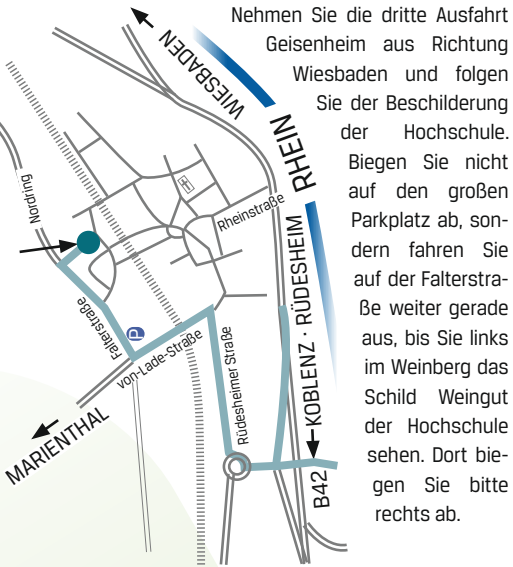 Nehmen Sie die dritte Ausfahrt
Geisenheim aus Richtung
Wiesbaden und folgen
Sie der Beschilderung
der Hochschule.
Biegen Sie nicht
auf den großen
Parkplatz ab, son-
dern fahren Sie
auf der Falterstra-
ße weiter gerade
aus, bis Sie links
im Weinberg das
Schild Weingut
der Hochschule
sehen. Dort bie-
gen Sie bitte
rechts ab.
WIESBADEN
RHEIN
Nordring
Rheinstraße
KOBLENZ · RÜDESHEIM
Falterstraße
P
von-Lade-Straße
Rüdesheimer Straße
MARIENTHAL
B42